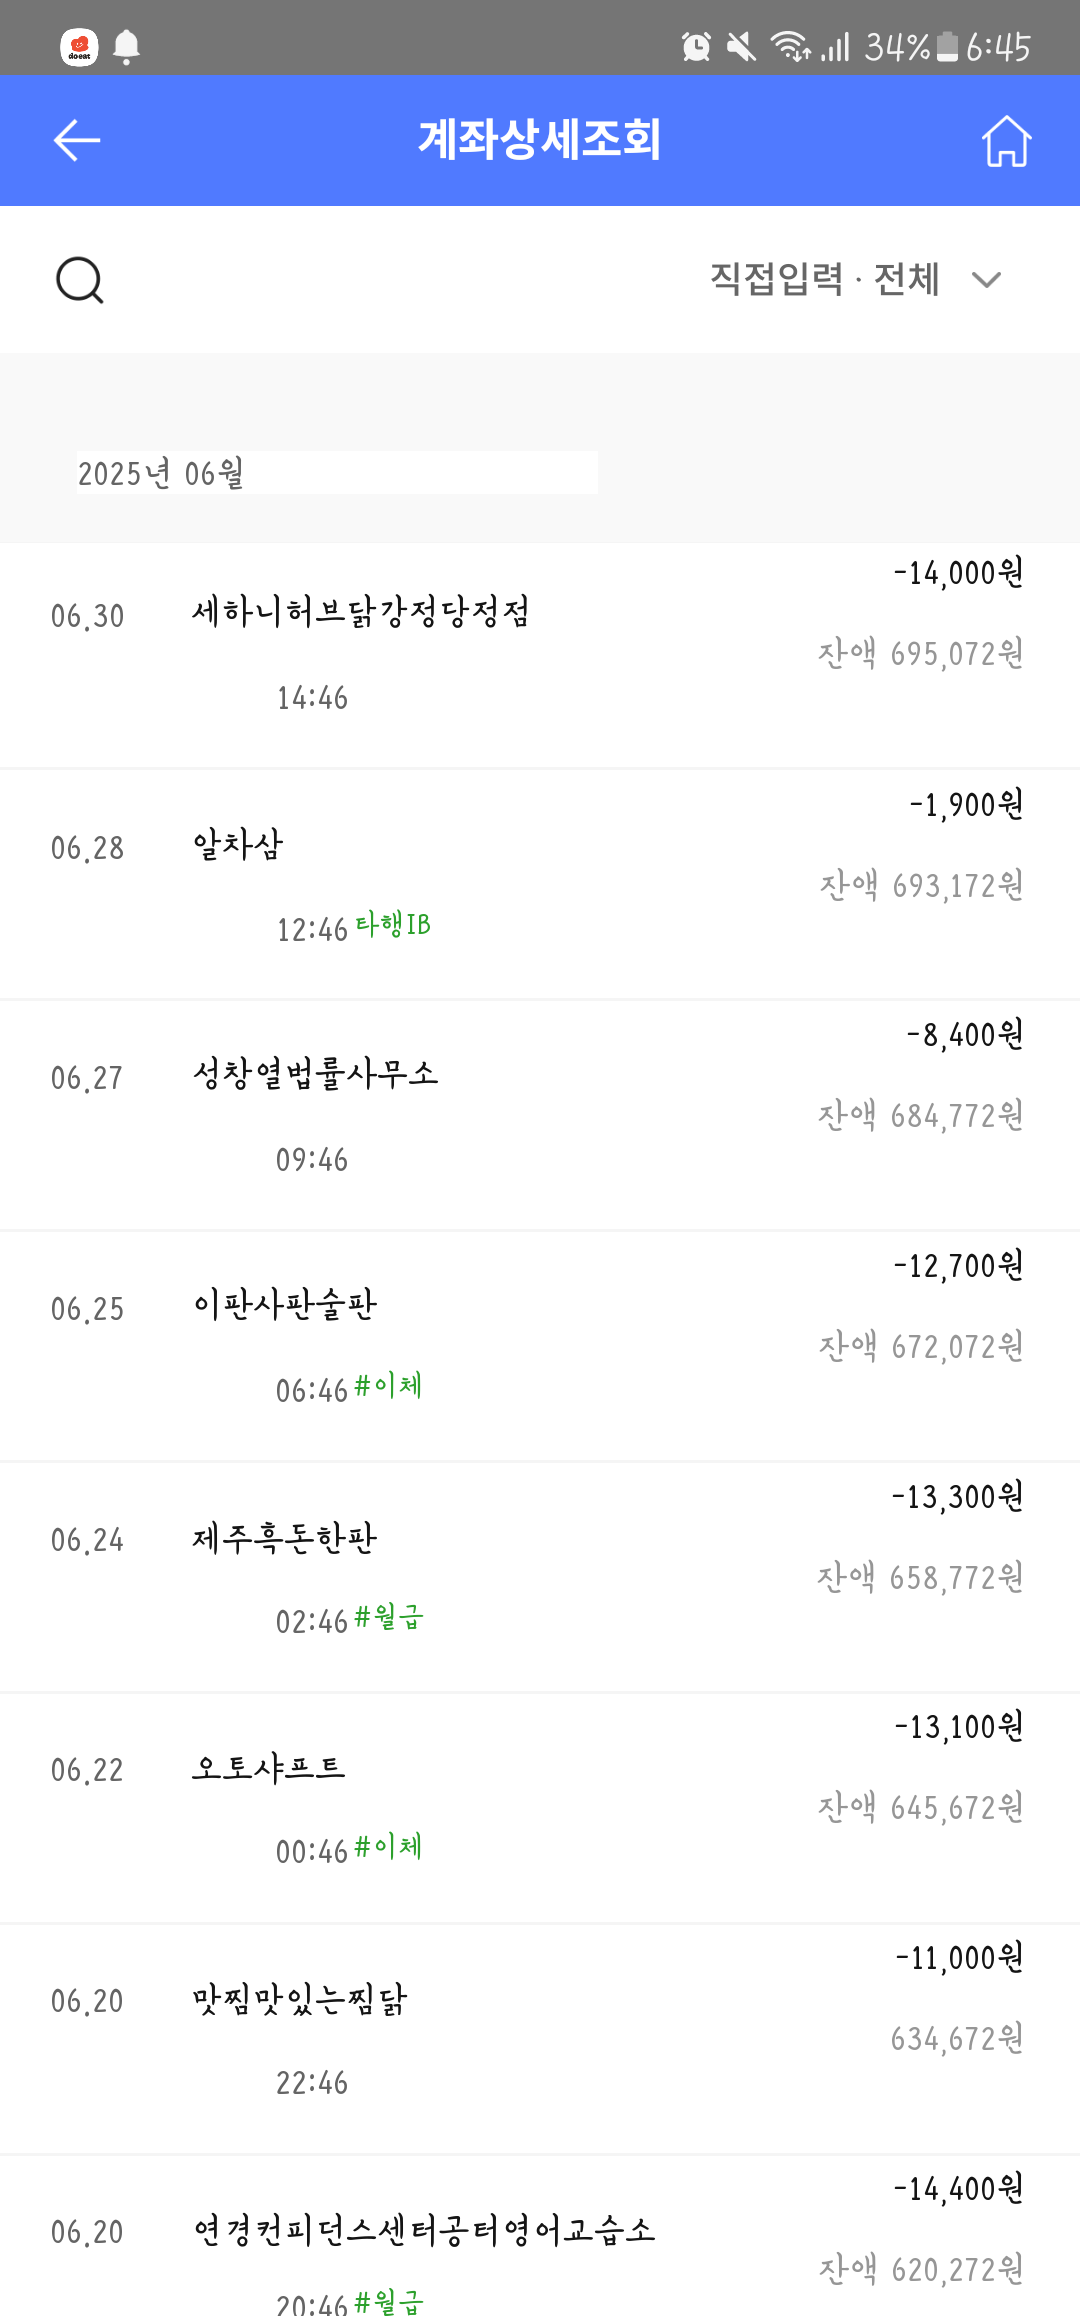 doeat 34% 6:45
계좌상세조회
직접입력 · 전체
2025년 06월
-14,000원
06.30 세하니허브닭강정당정점
잔액 695,072원
14:46
-1,900원
06.28 알차삼
잔액 693,172원
12:46 타행IB
-8,400원
06.27 성창열법률사무소
잔액 684,772원
09:46
-12,700원
06.25 이판사판술판
잔액 672,072원
06:46 #이체
-13,300원
06.24 제주흑돈한판
잔액 658,772원
02:46 #월급
-13,100원
06.22 오토샤프트
잔액 645,672원
00:46 #이체
-11,000원
06.20 맛찜맛있는찜닭
634,672원
22:46
-14,400원
06.20 연경컨피던스센터공터영어교습소
잔액 620,272원
20:46 #월급